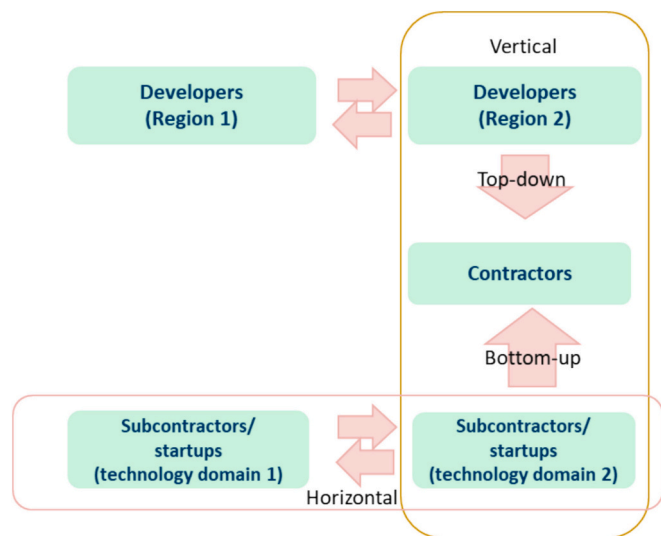 Vertical
Developers
(Region 1)
Developers
(Region 2)
Top-down
Contractors
Bottom-up
Subcontractors/
startups
(technology domain 1)
Subcontractors/
startups
(technology domain 2)
Horizontal